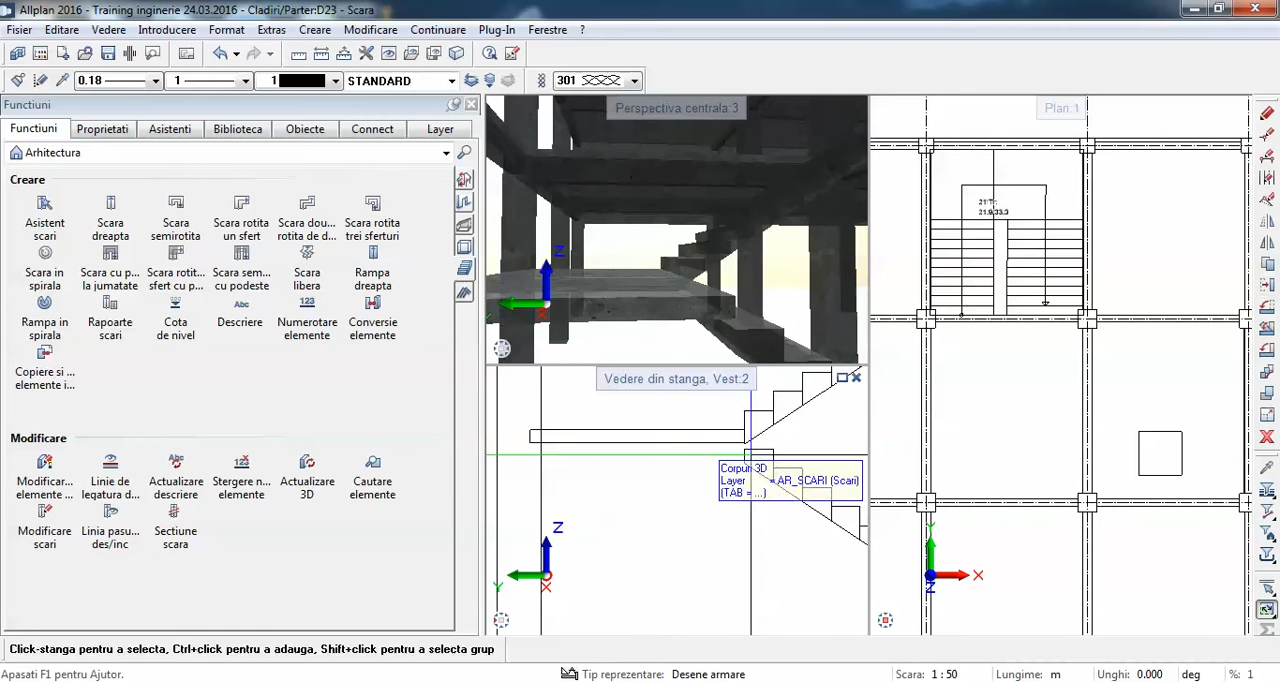 Allplan 2016 - Training inginerie 24.03.2016 - Cladiri/Parter:D23 - Scara
Fisier Editare Vedere Introducere Format Extras Creare Modificare Continuare Plug-In Ferestre ?
0.18 1 1 STANDARD 301
Functiuni
Functiuni Proprietati Asistenti Biblioteca Obiecte Connect Layer
Arhitectura
Creare
Asistent scari
Scara dreapta
Scara semirotita
Scara rotita un sfert
Scara dou... rotita de d...
Scara rotita trei sferturi
Scara in spirala
Scara cu p... la jumatate
Scara rotit... sfert cu p...
Scara sem... cu podeste
Scara libera
Rampa dreapta
Rampa in spirala
Rapoarte scari
Cota de nivel
Descriere
Numerotare elemente
Conversie elemente
Copiere si ... elemente i...
Modificare
Modificar... elemente ...
Linie de legatura d...
Actualizare descriere
Stergere n... elemente
Actualizare 3D
Cautare elemente
Modificare scari
Linia pasu... des/inc
Sectiune scara
Perspectiva centrala:3
Z
X
Vedere din stanga, Vest:2
Corpuri 3D
Layer = AR_SCARI (Scari)
(TAB = ...)
Z
Y
X
Plan:1
Y
X
Z
Click-stanga pentru a selecta, Ctrl+click pentru a adauga, Shift+click pentru a selecta grup
Apasati F1 pentru Ajutor.
Tip reprezentare: Desene armare
Scara: 1 : 50
Lungime: m
Unghi: 0.000 deg
%: 1